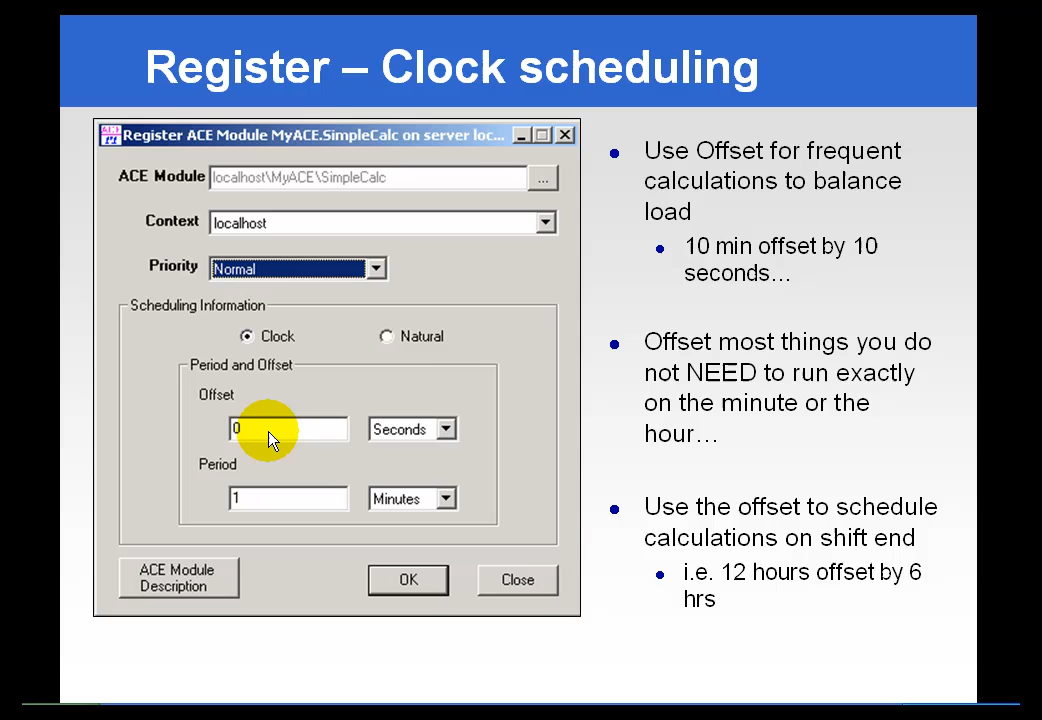 Register – Clock scheduling
Register ACE Module MyACE.SimpleCalc on server loc...
ACE Module localhost\MyACE\SimpleCalc ...
Context localhost
Priority Normal
Scheduling Information
Clock Natural
Period and Offset
Offset
0 Seconds
Period
1 Minutes
ACE Module
Description
OK Close
Use Offset for frequent
calculations to balance
load
10 min offset by 10
seconds…
Offset most things you do
not NEED to run exactly
on the minute or the
hour…
Use the offset to schedule
calculations on shift end
i.e. 12 hours offset by 6
hrs